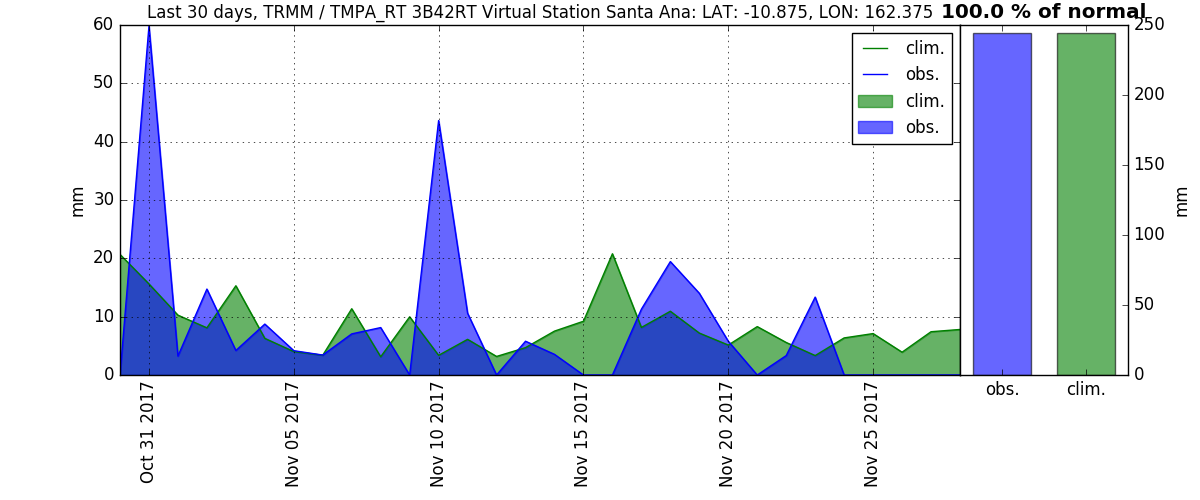 Last 30 days, TRMM / TMPA_RT 3B42RT Virtual Station Santa Ana: LAT: -10.875, LON: 162.375 100.0 % of normal
60
50
40
30
20
10
0
mm
clim.
obs.
clim.
obs.
Oct 31 2017
Nov 05 2017
Nov 10 2017
Nov 15 2017
Nov 20 2017
Nov 25 2017
250
200
150
100
50
0
mm
obs.
clim.